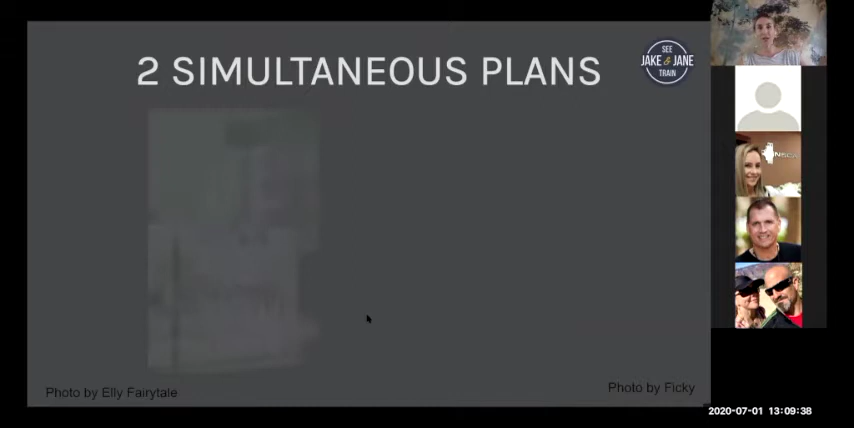 2 SIMULTANEOUS PLANS
SEE
JAKE & JANE
TRAIN
NSCA
Photo by Elly Fairytale
Photo by Ficky
2020-07-01 13:09:38